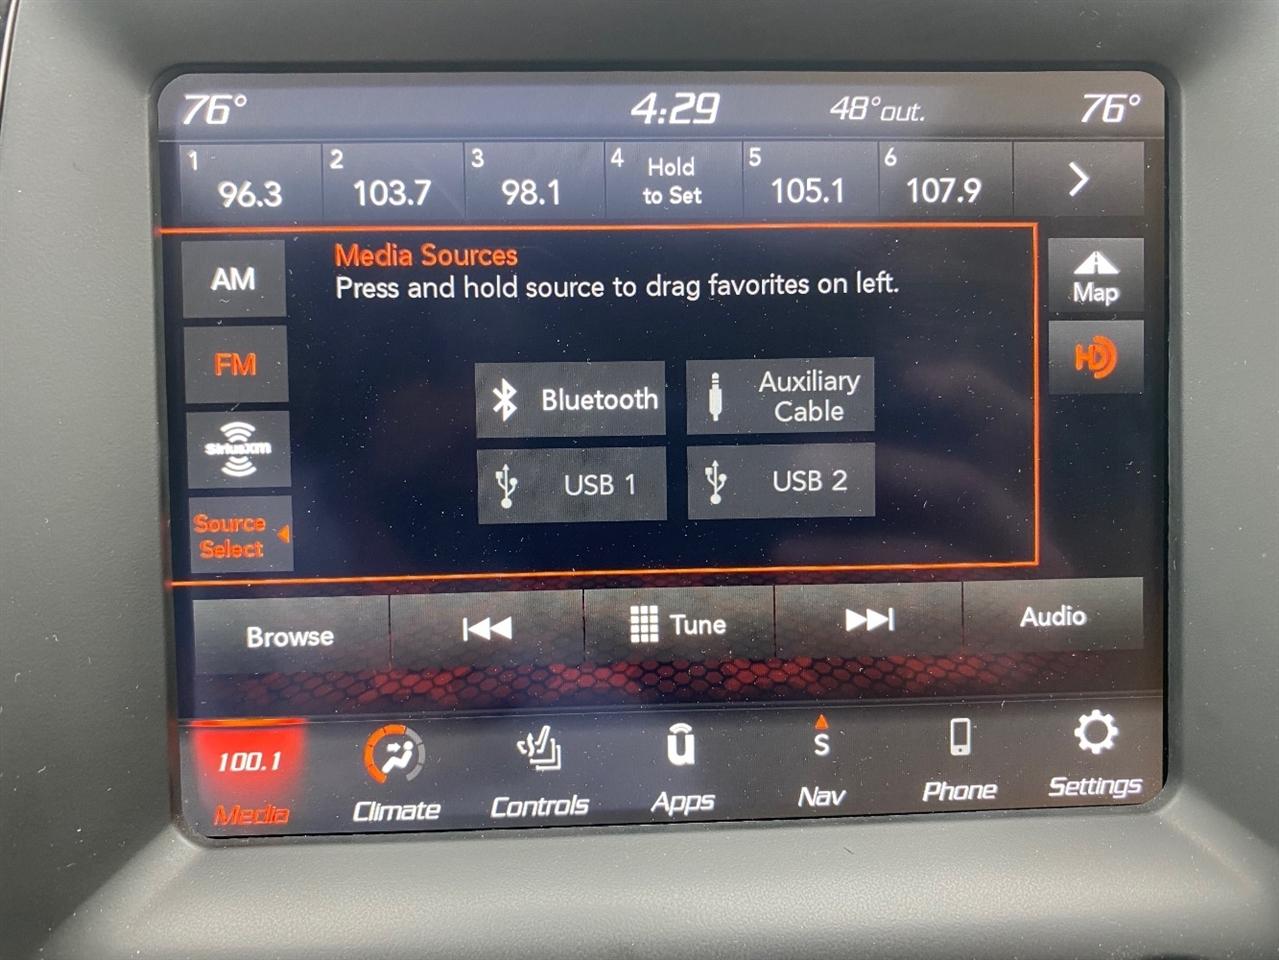 76° 4:29 48°out. 76°
1 96.3
2 103.7
3 98.1
4 Hold
to Set
5 105.1
6 107.9
AM
FM
SiriusXM
Source
Select
Media Sources
Press and hold source to drag favorites on left.
Bluetooth
Auxiliary
Cable
USB 1
USB 2
Map
HD
Browse
Tune
Audio
100.1
Media
Climate
Controls
u
Apps
S
Nav
Phone
Settings